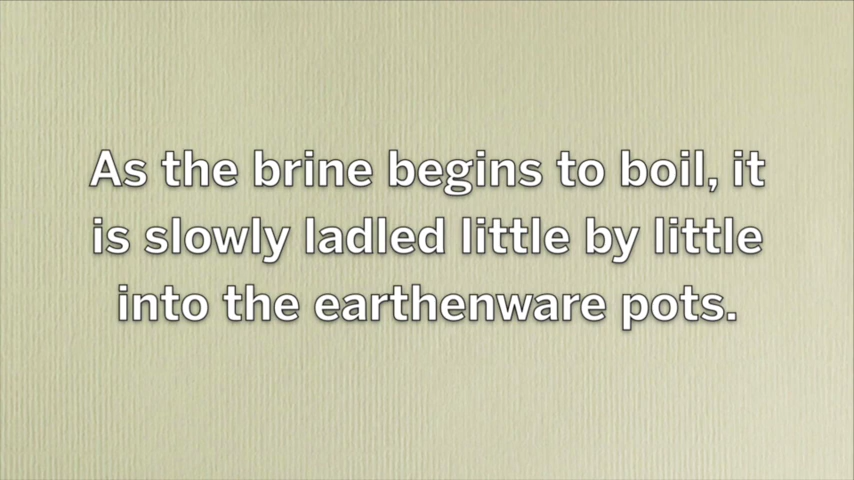 As the brine begins to boil, it
is slowly ladled little by little
into the earthenware pots.